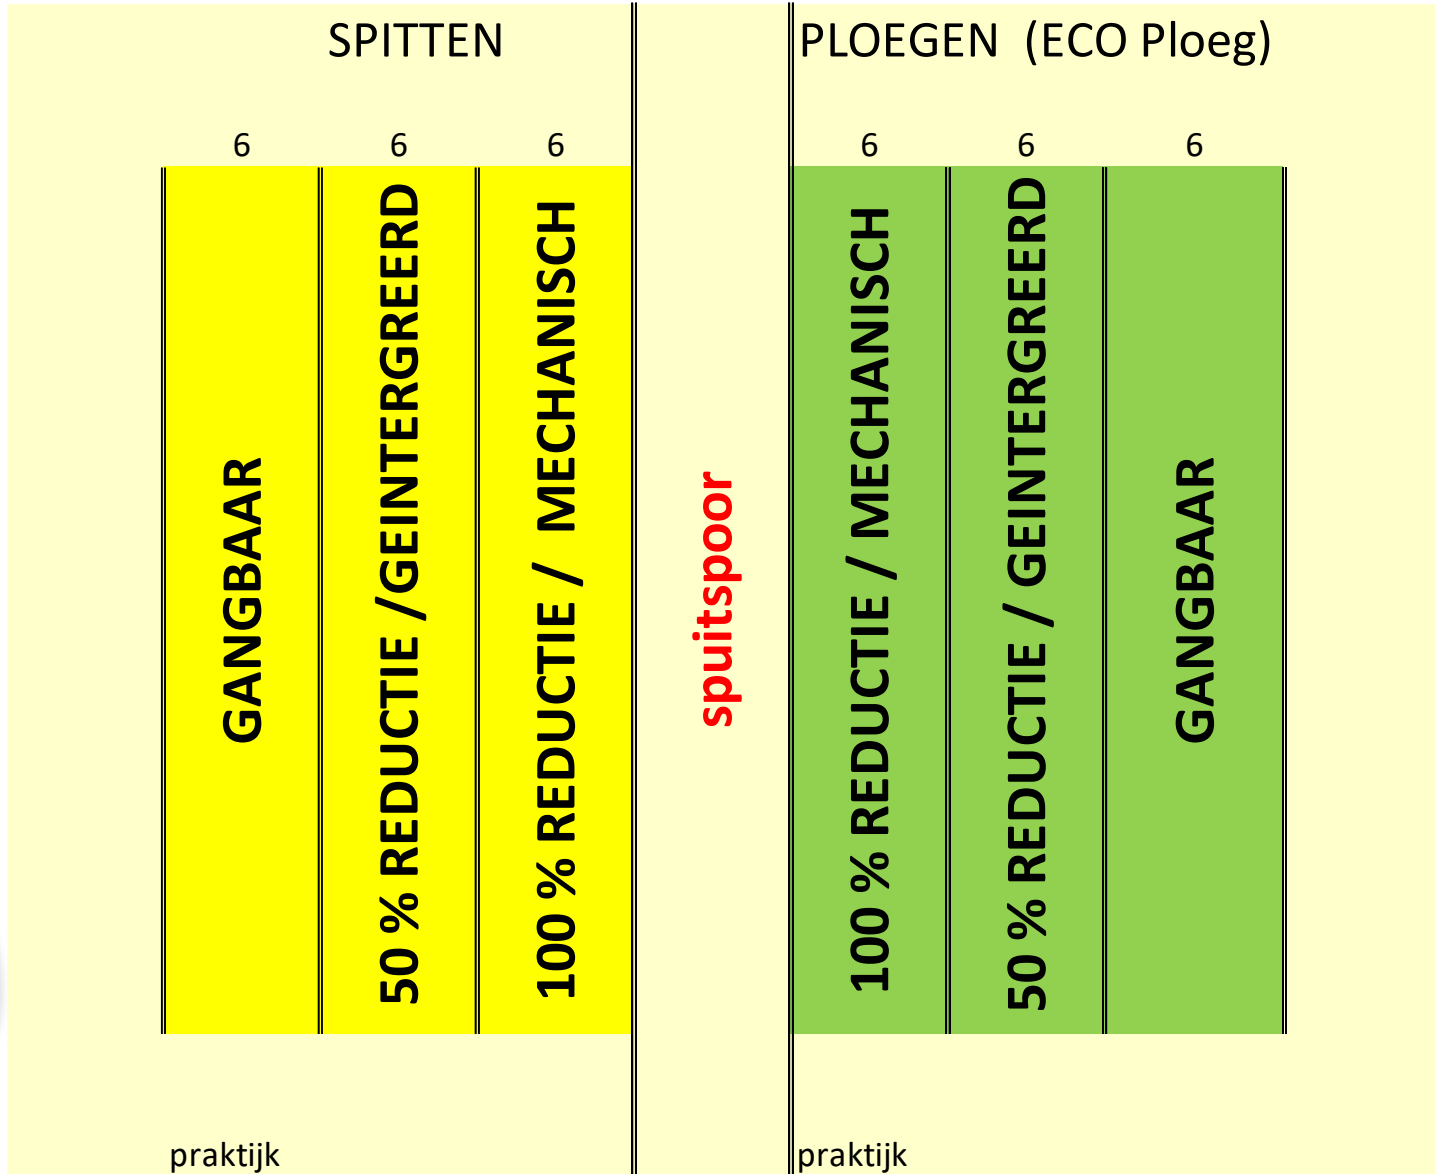 SPITTEN
PLOEGEN (ECO Ploeg)
6
6
6
6
6
6
GANGBAAR
50 % REDUCTIE /GEINTERGREERD
100 % REDUCTIE / MECHANISCH
spuitspoor
100 % REDUCTIE / MECHANISCH
50 % REDUCTIE / GEINTERGREERD
GANGBAAR
praktijk
praktijk